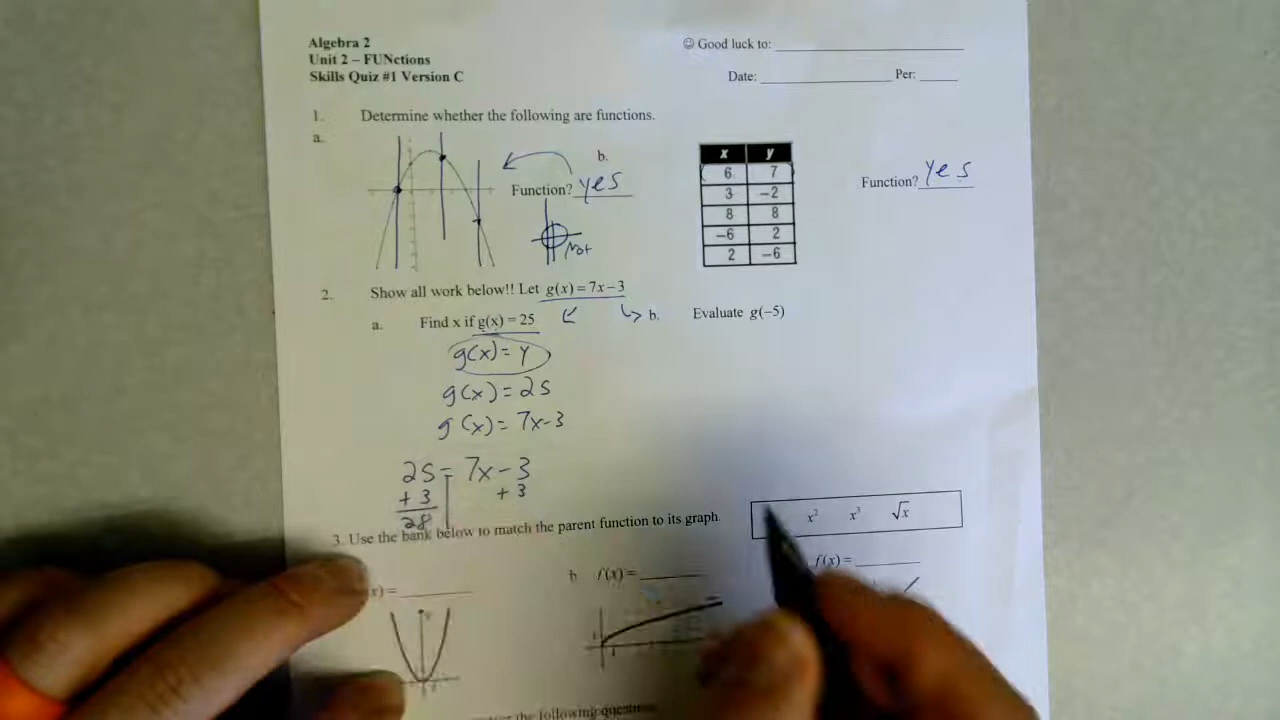 Algebra 2
Unit 2 – FUNctions
Skills Quiz #1 Version C
☺ Good luck to:
Date: Per:
1. Determine whether the following are functions.
a.
Function? yes
Not
b.
x y
6 7
3 −2
8 8
−6 2
2 −6
Function? yes
2. Show all work below!! Let g(x) = 7x − 3
a. Find x if g(x) = 25
g(x) = y
g(x) = 25
g(x) = 7x-3
25 = 7x - 3
+ 3 + 3
28
b. Evaluate g(−5)
3. Use the bank below to match the parent function to its graph.
x² x³ √x
x) =
b f(x) =
f(x) =
the following question